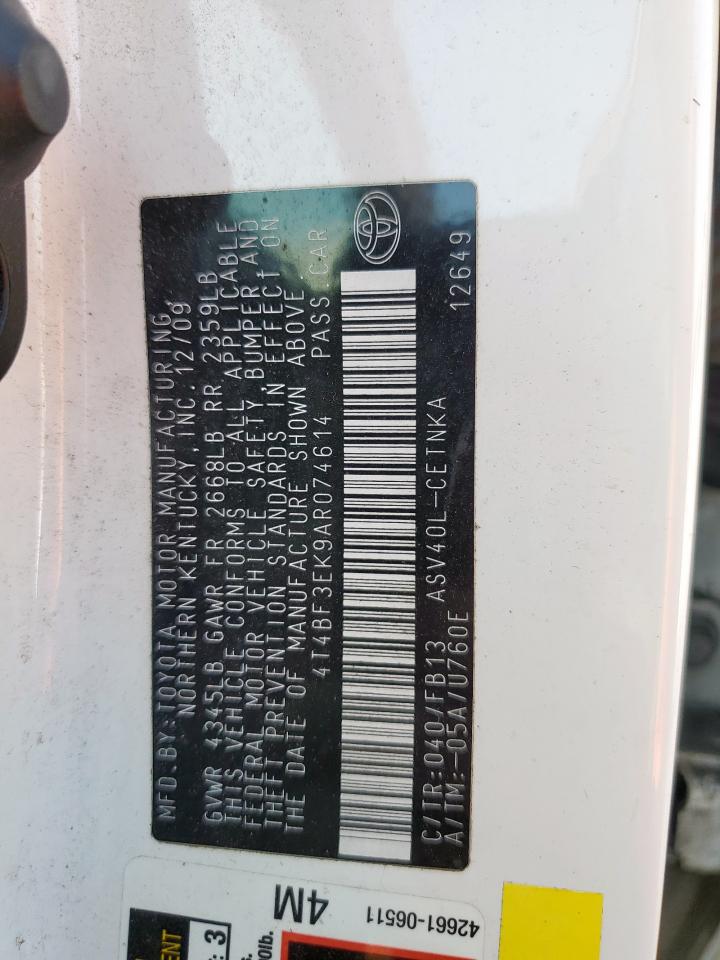 MFD. BY: TOYOTA MOTOR MANUFACTURING,
NORTHERN KENTUCKY, INC. 12/09
GVWR 4345LB GAWR FR 2668LB RR 2359LB
THIS VEHICLE CONFORMS TO ALL APPLICABLE
FEDERAL MOTOR VEHICLE SAFETY, BUMPER, AND
THEFT PREVENTION STANDARDS IN EFFECT ON
THE DATE OF MANUFACTURE SHOWN ABOVE.
4T4BF3EK9AR074614 PASS. CAR
C/TR: 040/FB13 ASV40L-CETNKA
A/TM: -05A/U760E 12649
4M
42661-06511
: 3